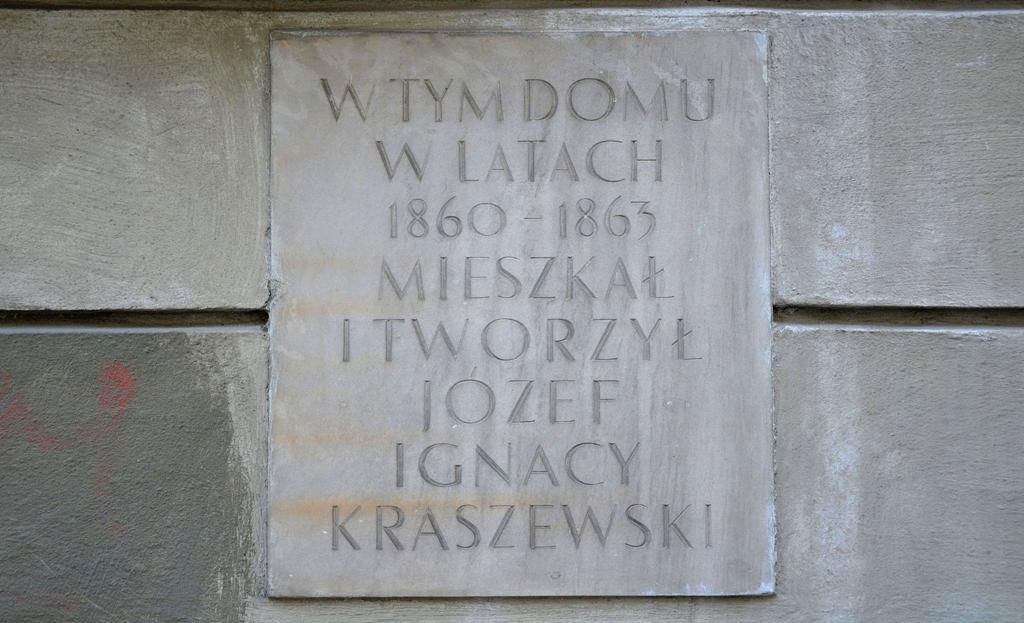 W TYM DOMU
W LATACH
1860 - 1863
MIESZKAŁ
I TWORZYŁ
JÓZEF
IGNACY
KRASZEWSKI